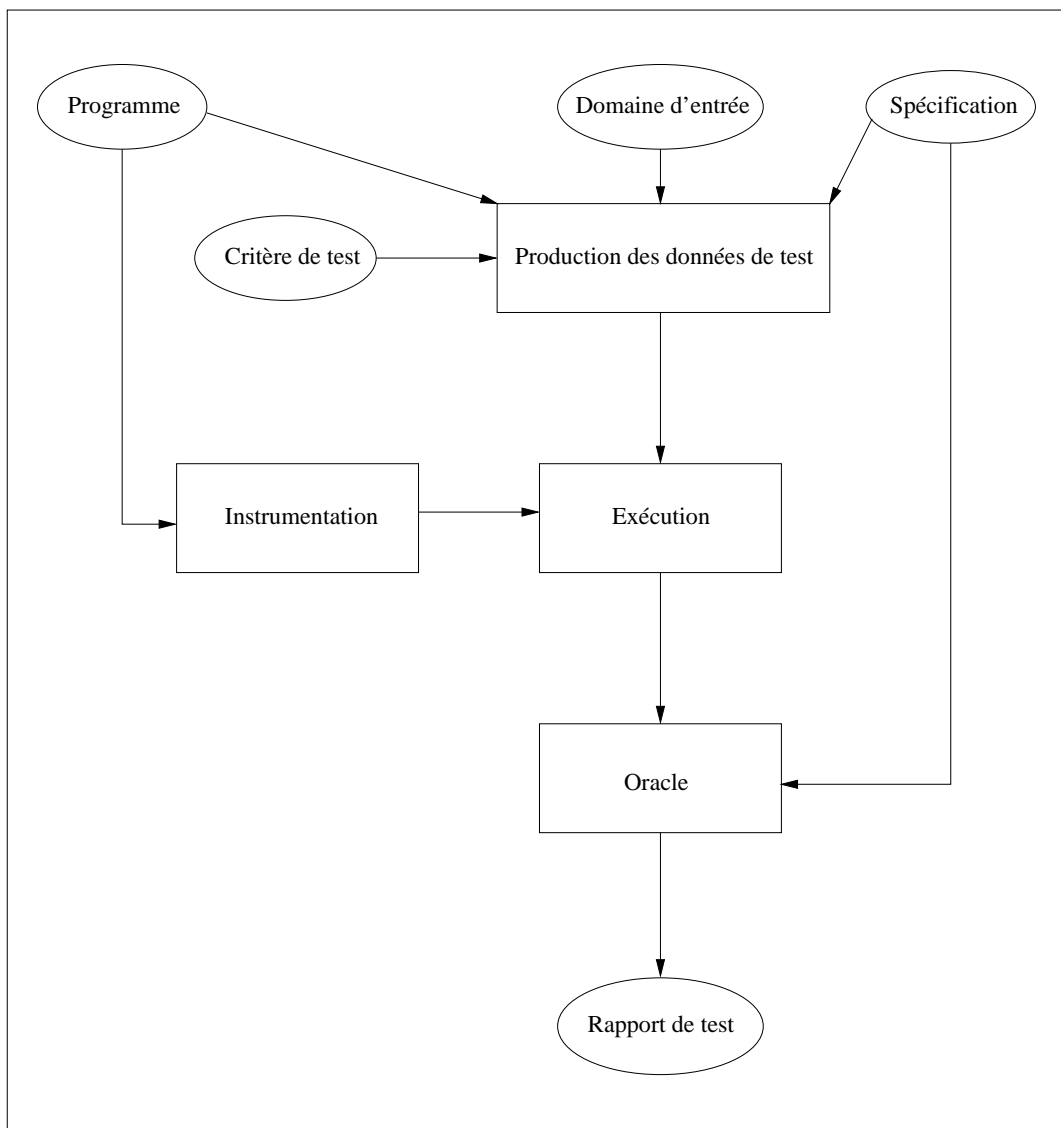 Programme
Domaine d'entrée
Spécification
Critère de test
Production des données de test
Instrumentation
Exécution
Oracle
Rapport de test